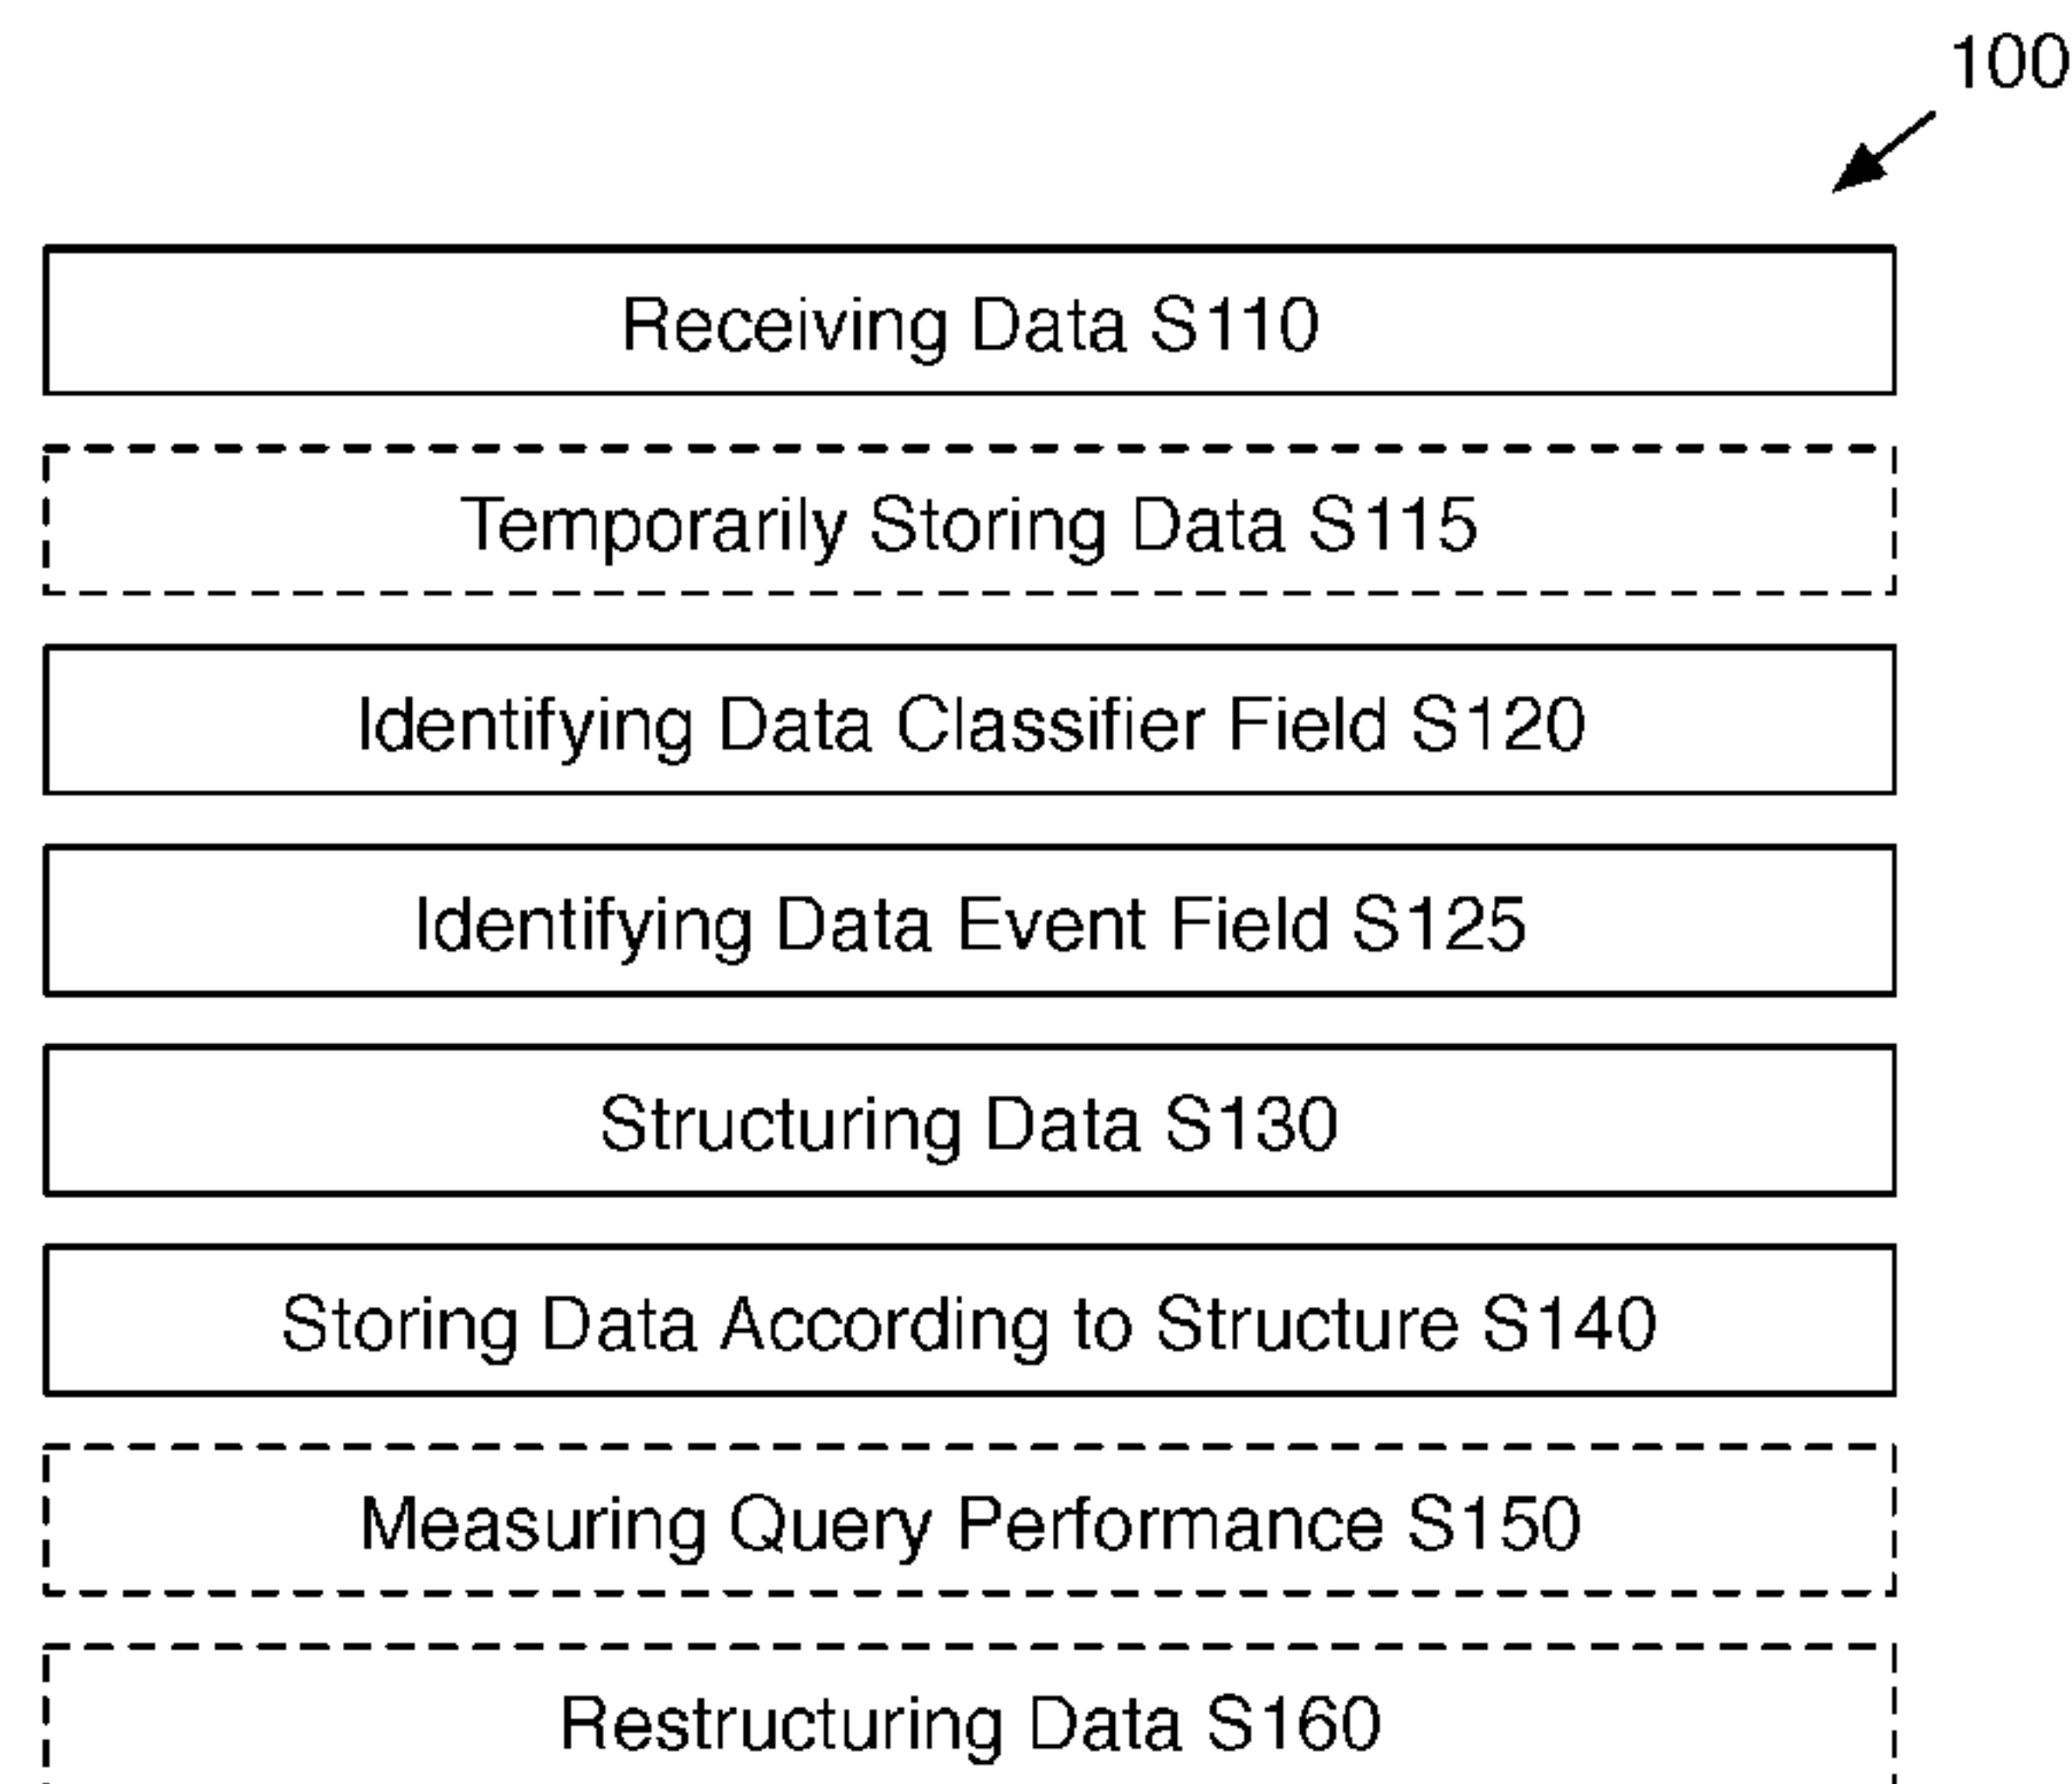 100
Receiving Data S110
Temporarily Storing Data S115
Identifying Data Classifier Field S120
Identifying Data Event Field S125
Structuring Data S130
Storing Data According to Structure S140
Measuring Query Performance S150
Restructuring Data S160